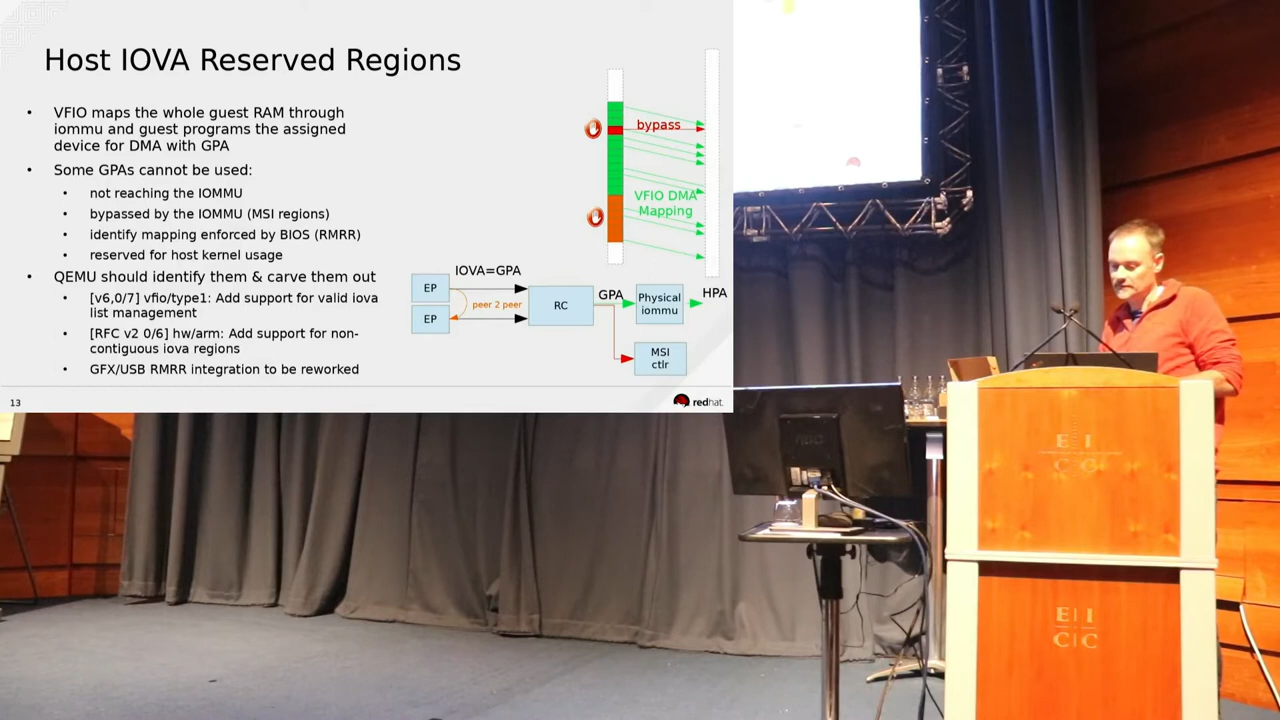 Host IOVA Reserved Regions
• VFIO maps the whole guest RAM through
iommu and guest programs the assigned
device for DMA with GPA
• Some GPAs cannot be used:
• not reaching the IOMMU
• bypassed by the IOMMU (MSI regions)
• identify mapping enforced by BIOS (RMRR)
• reserved for host kernel usage
• QEMU should identify them & carve them out
• [v6,0/7] vfio/type1: Add support for valid iova
list management
• [RFC v2 0/6] hw/arm: Add support for non-
contiguous iova regions
• GFX/USB RMRR integration to be reworked
bypass
VFIO DMA
Mapping
IOVA=GPA
EP
peer 2 peer
EP
RC
GPA
Physical
iommu
HPA
MSI
ctlr
13
redhat.
E I
C C
E I
C C